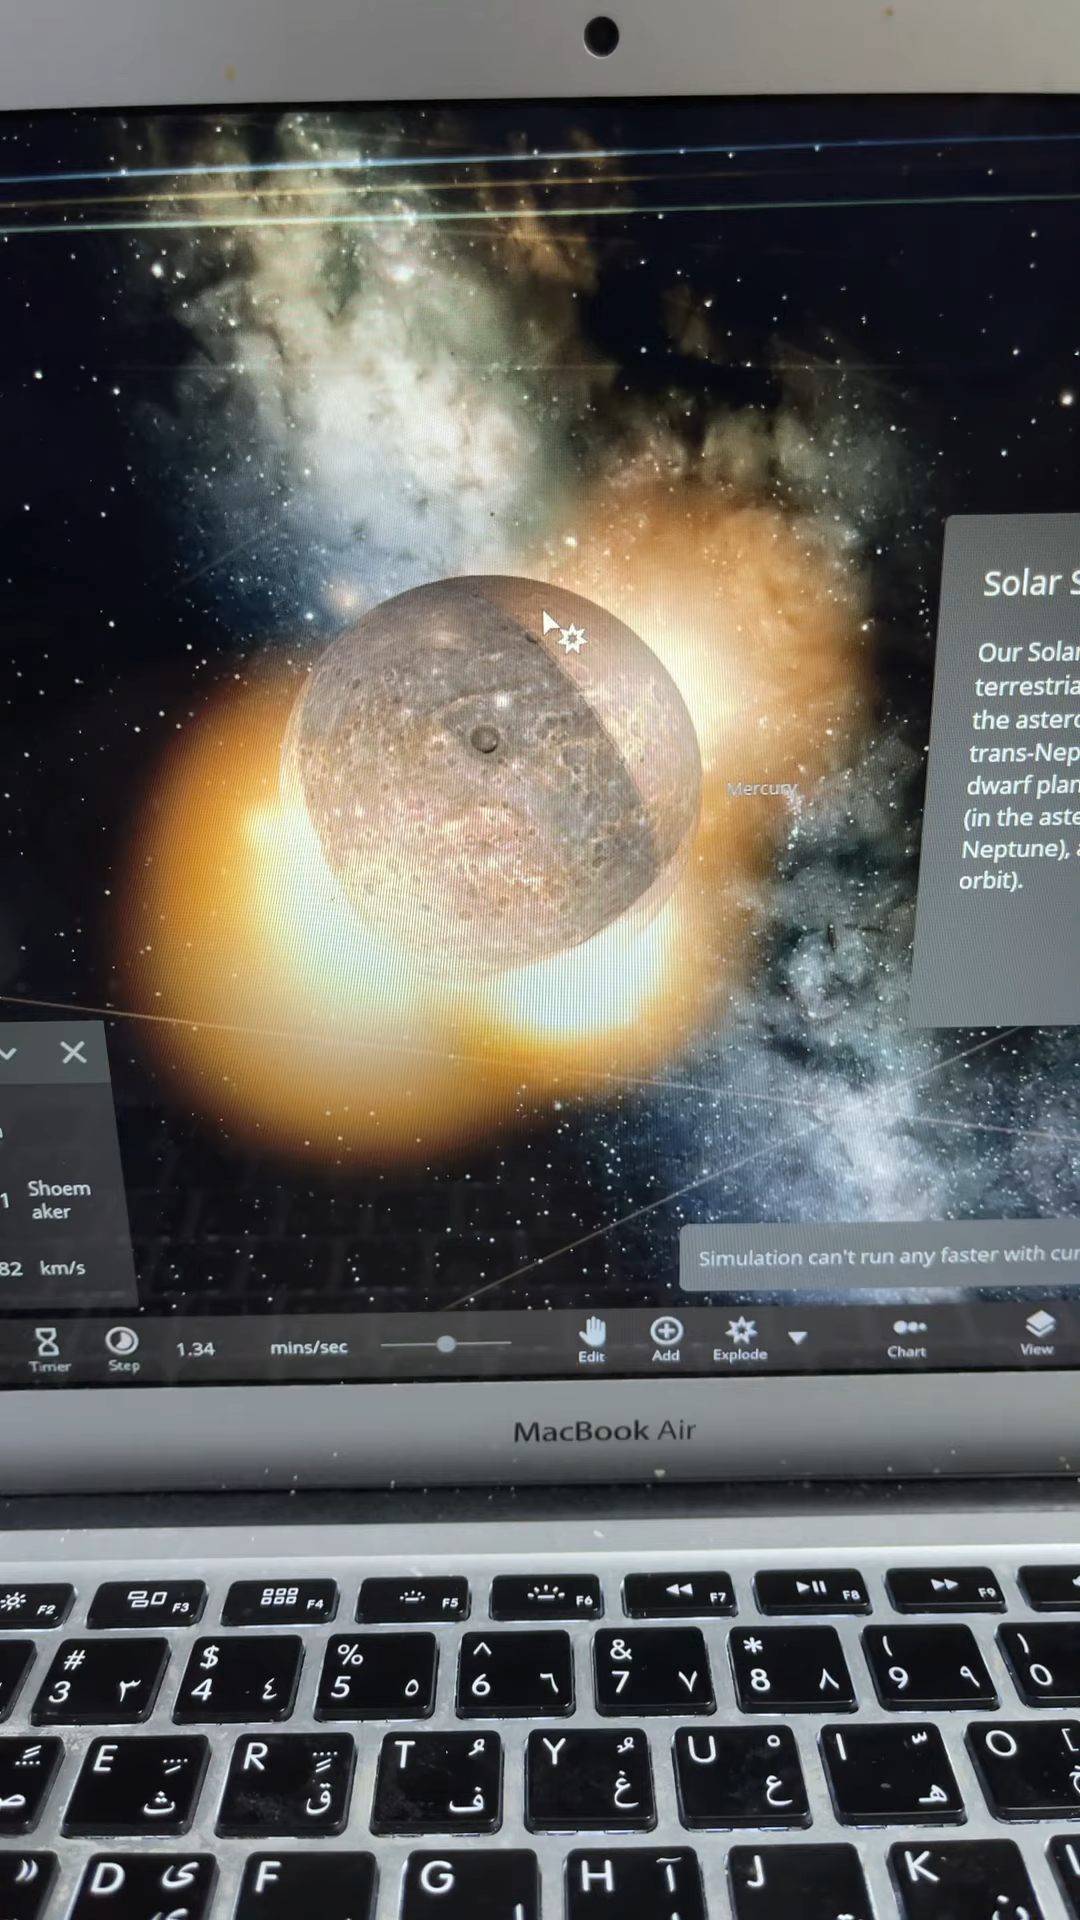 Solar S
Our Solar
terrestria
the astero
trans-Nep
dwarf plan
(in the aste
Neptune), a
orbit).
Mercury
1 Shoem
aker
82 km/s
Simulation can't run any faster with cur
Timer
Step
1.34 mins/sec
Edit
Add
Explode
Chart
View
MacBook Air
F2 F3 F4 F5 F6 F7 F8 F9
# 3 ٣
$ 4 ٤
% 5 ٥
^ 6 ٦
& 7 ٧
* 8 ٨
( 9 ٩
) 0
ص
E ث
R ق
T ف
Y غ
U ع
I ه
O
D ي
F
G
H آ ا
J
K